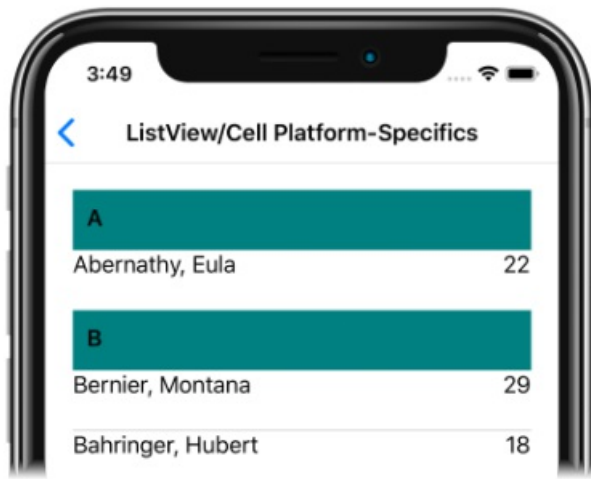 3:49
ListView/Cell Platform-Specifics
A
Abernathy, Eula 22
B
Bernier, Montana 29
Bahringer, Hubert 18